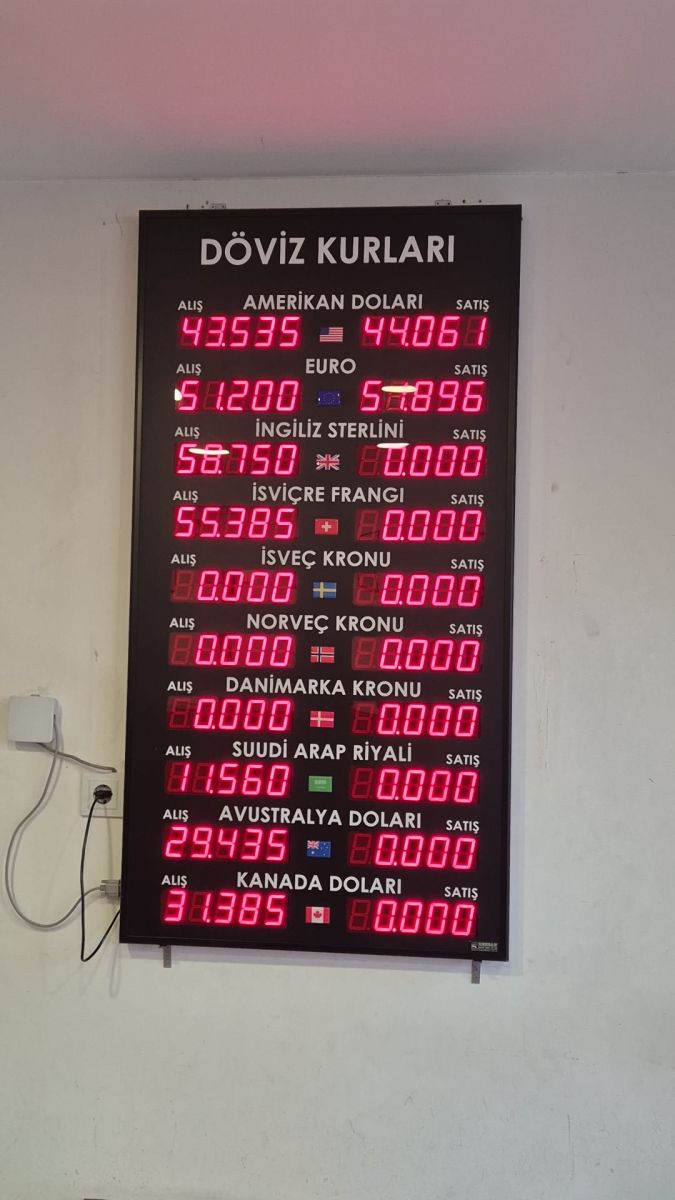 DÖVİZ KURLARI
ALIŞ AMERİKAN DOLARI SATIŞ
43.535 44.061
ALIŞ EURO SATIŞ
51.200 51.896
ALIŞ İNGİLİZ STERLİNİ SATIŞ
58.750 0.000
ALIŞ İSVİÇRE FRANGI SATIŞ
55.385 0.000
ALIŞ İSVEÇ KRONU SATIŞ
0.000 0.000
ALIŞ NORVEÇ KRONU SATIŞ
0.000 0.000
ALIŞ DANİMARKA KRONU SATIŞ
0.000 0.000
ALIŞ SUUDİ ARAP RİYALİ SATIŞ
11.560 0.000
ALIŞ AVUSTRALYA DOLARI SATIŞ
29.435 0.000
ALIŞ KANADA DOLARI SATIŞ
31.385 0.000